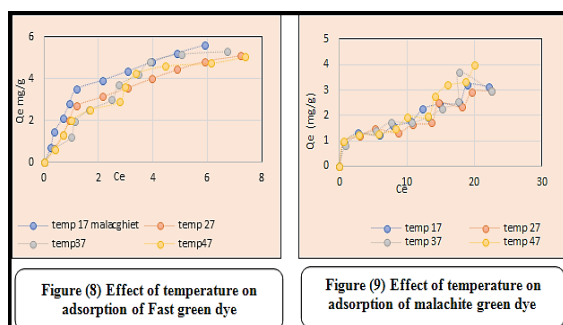 6
4
2
0
Qe mg/g
0 2 4 6 8
Ce
temp 17 malacghiet temp 27
temp37 temp47
Figure (8) Effect of temperature on
adsorption of Fast green dye
5
4
3
2
1
0
Qe (mg/g)
0 10 20 30
Ce
temp 17 temp 27
temp 37 temp 47
Figure (9) Effect of temperature on
adsorption of malachite green dye